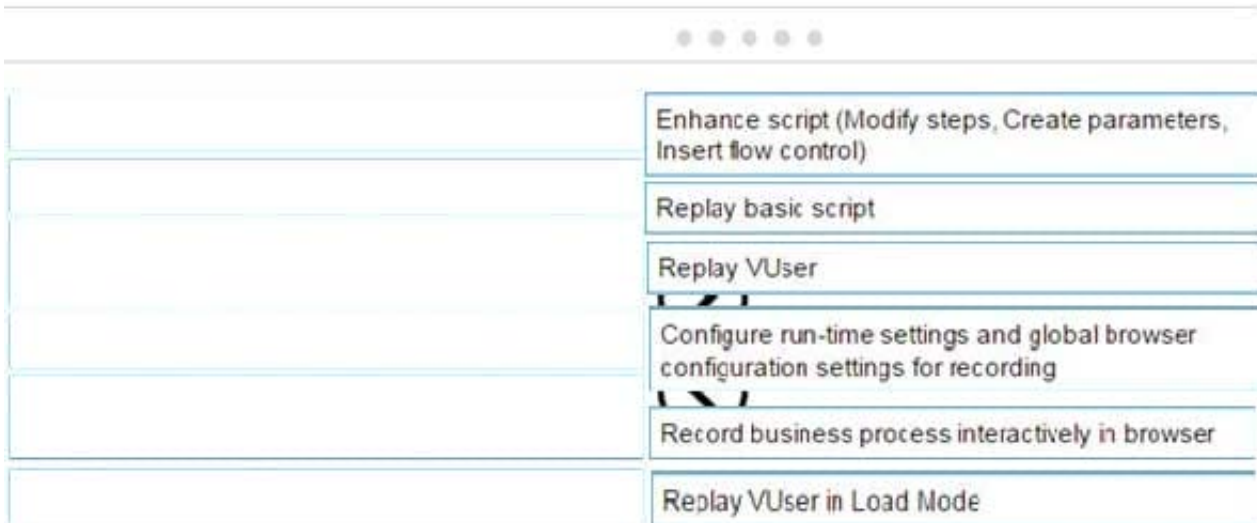 Enhance script (Modify steps, Create parameters,
Insert flow control)
Replay basic script
Replay VUser
Configure run-time settings and global browser
configuration settings for recording
Record business process interactively in browser
Replay VUser in Load Mode